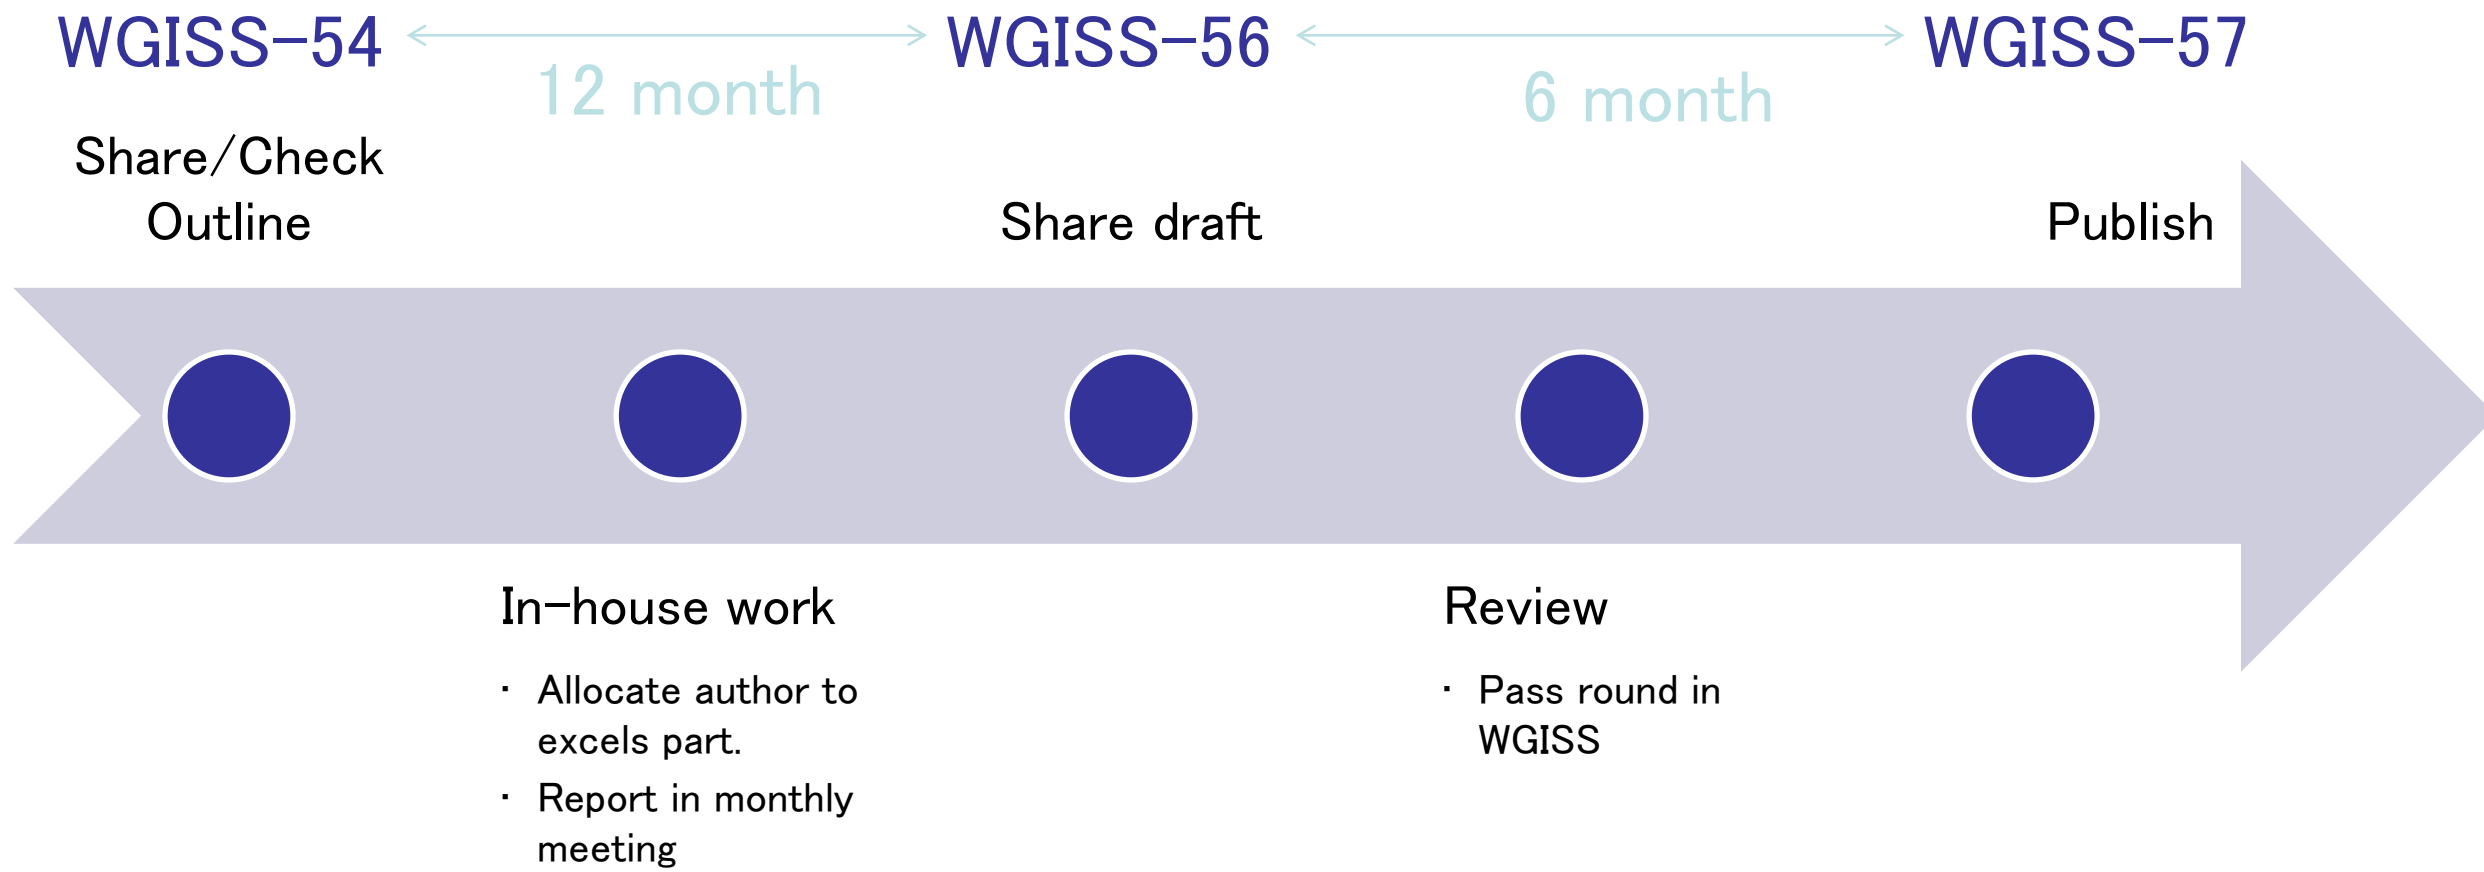 WGISS-54
WGISS-56
WGISS-57
12 month
6 month
Share/Check
Outline
Share draft
Publish
In-house work
・ Allocate author to
excels part.
・ Report in monthly
meeting
Review
・ Pass round in
WGISS